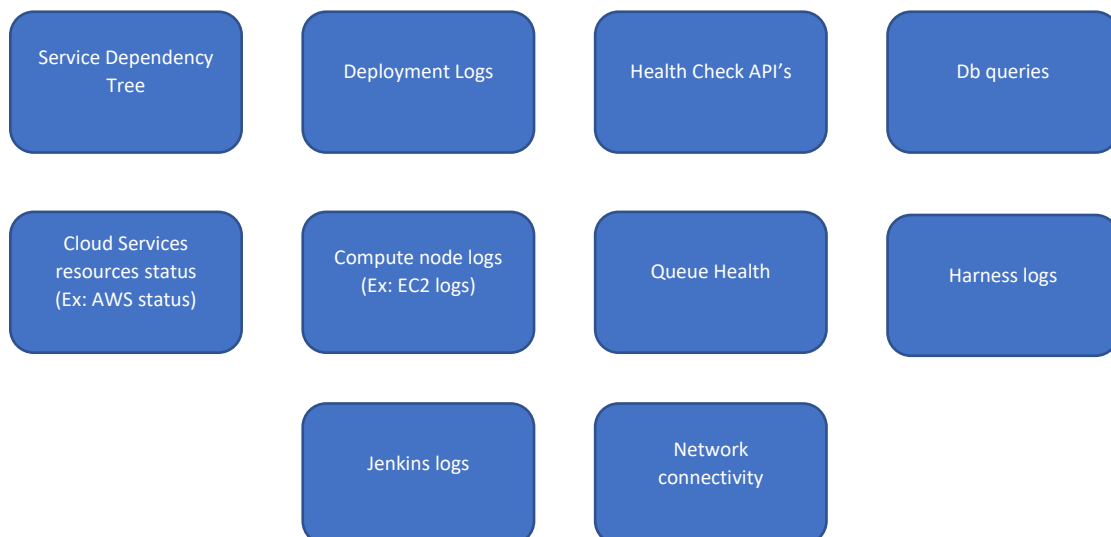 Service Dependency
Tree
Deployment Logs
Health Check API’s
Db queries
Cloud Services
resources status
(Ex: AWS status)
Compute node logs
(Ex: EC2 logs)
Queue Health
Harness logs
Jenkins logs
Network
connectivity